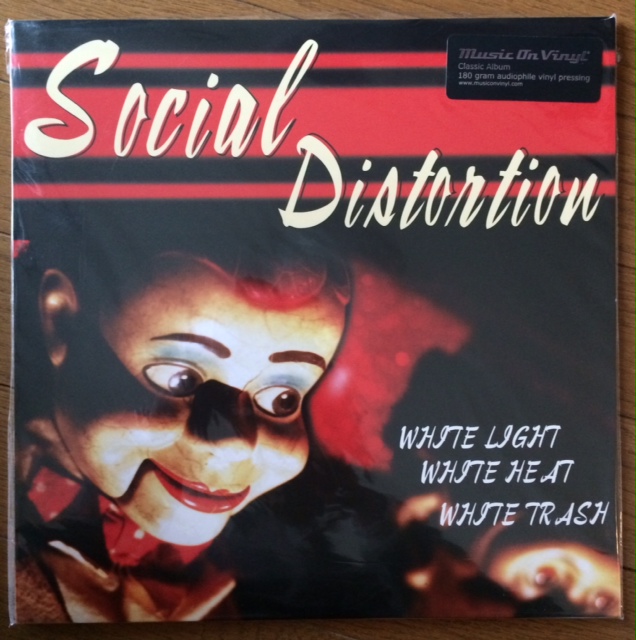 Social
Distortion
Music On Vinyl
Classic Album
180 gram audiophile vinyl pressing
www.musiconvinyl.com
WHITE LIGHT
WHITE HEAT
WHITE TRASH